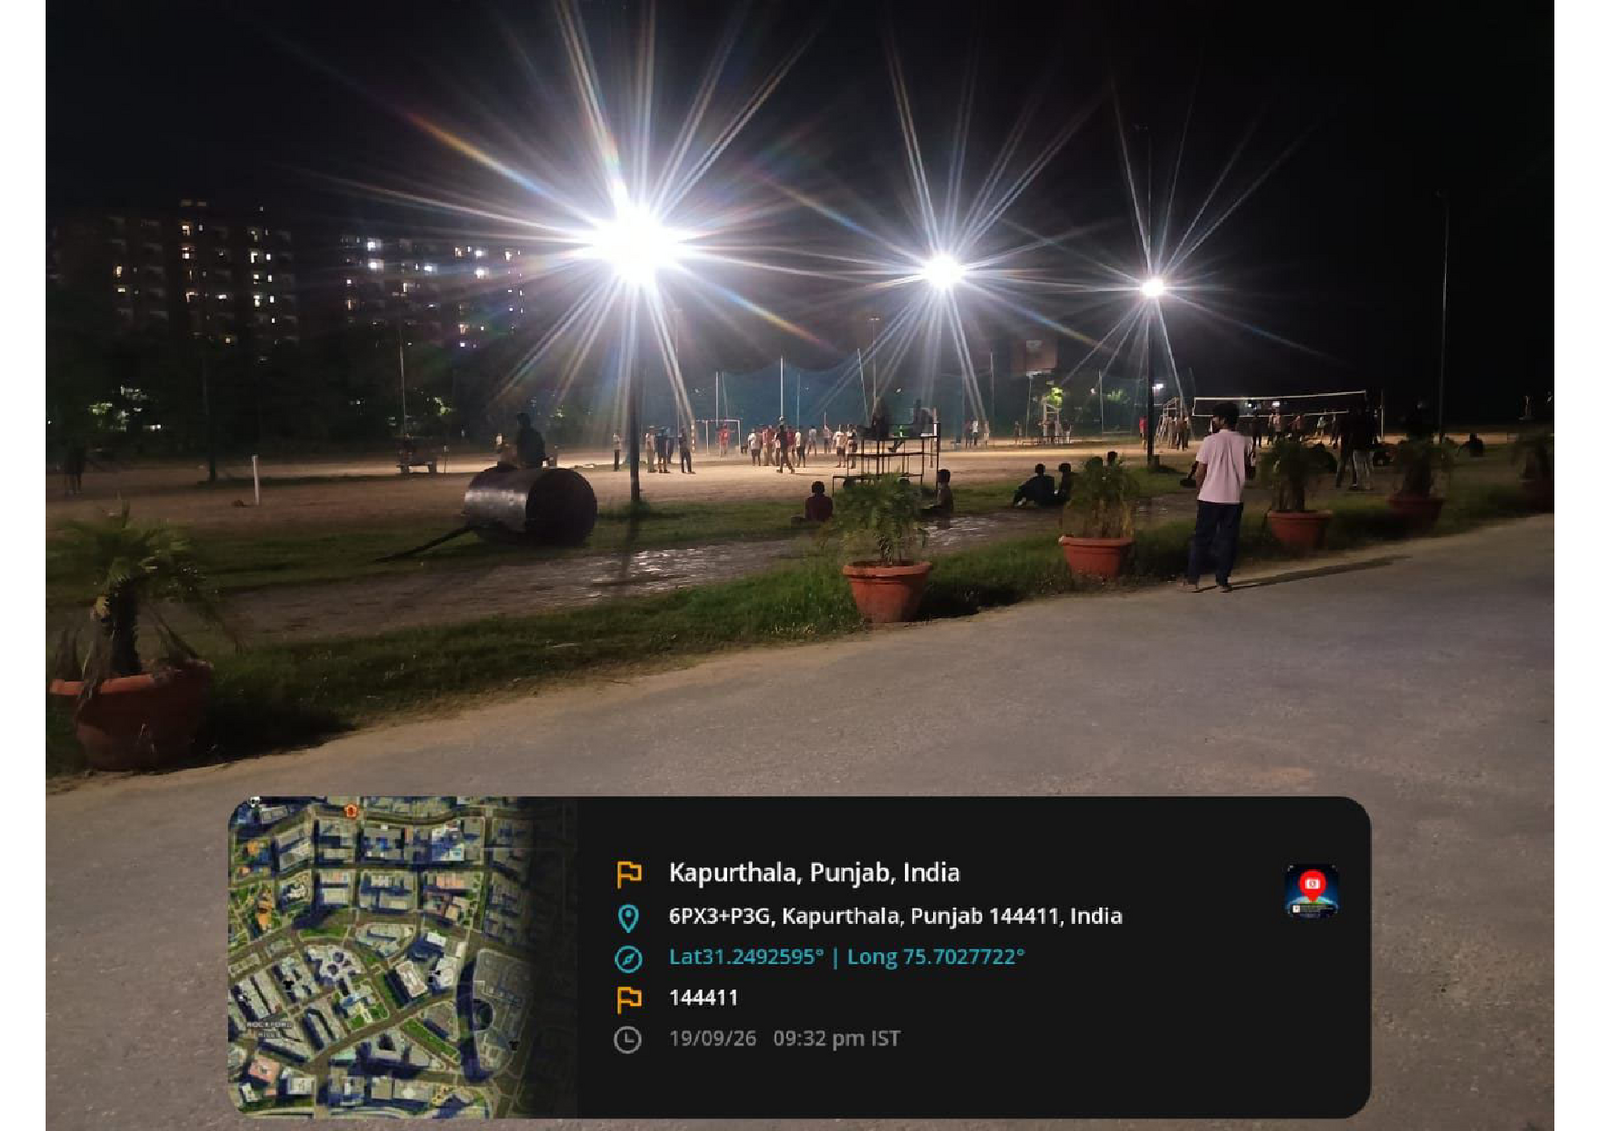 Kapurthala, Punjab, India
6PX3+P3G, Kapurthala, Punjab 144411, India
Lat31.2492595° | Long 75.7027722°
144411
19/09/26 09:32 pm IST